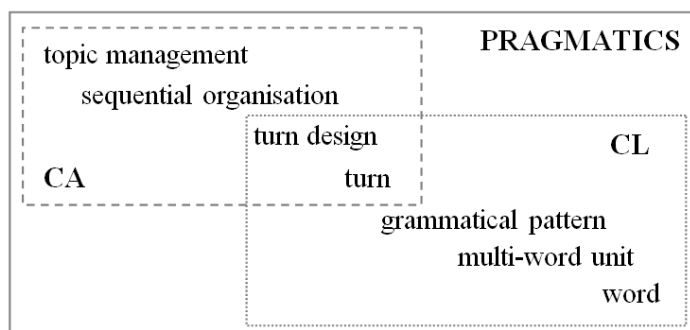 PRAGMATICS
topic management
sequential organisation
turn design
CL
CA
turn
grammatical pattern
multi-word unit
word